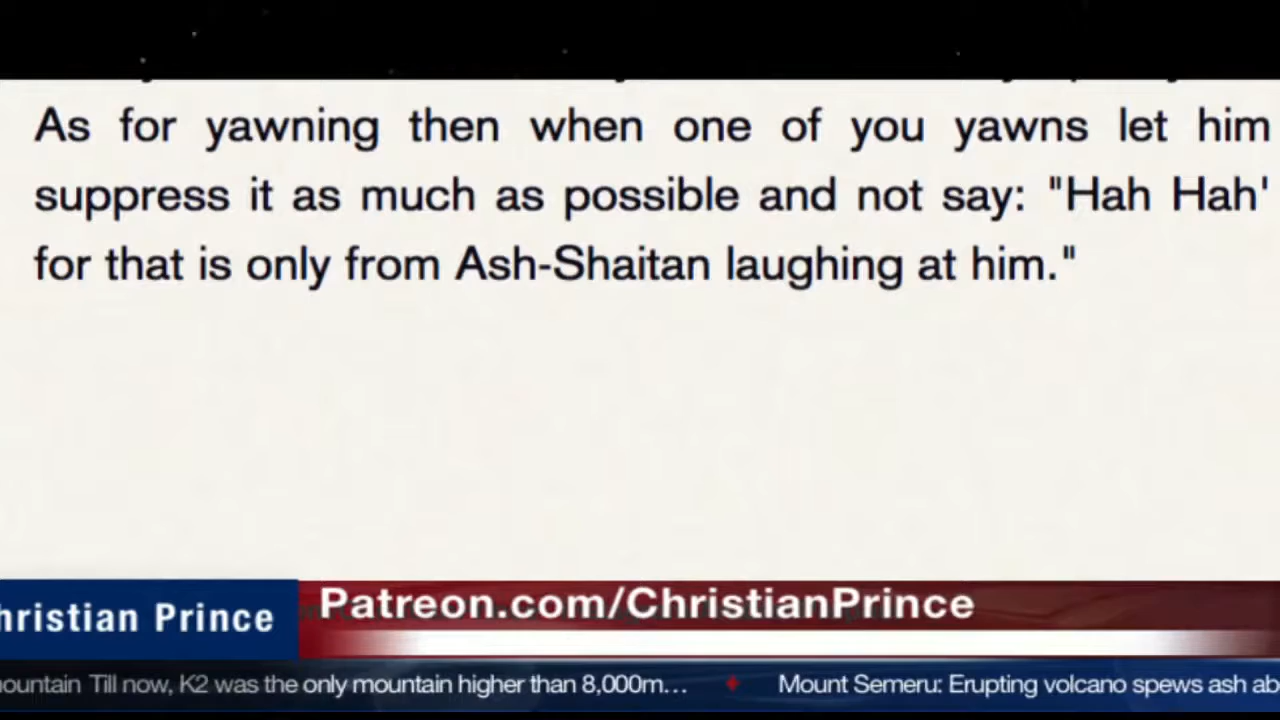 As for yawning then when one of you yawns let him
suppress it as much as possible and not say: "Hah Hah'
for that is only from Ash-Shaitan laughing at him."
Patreon.com/ChristianPrince
hristian Prince
ountain Till now, K2 was the only mountain higher than 8,000m... Mount Semeru: Erupting volcano spews ash ab